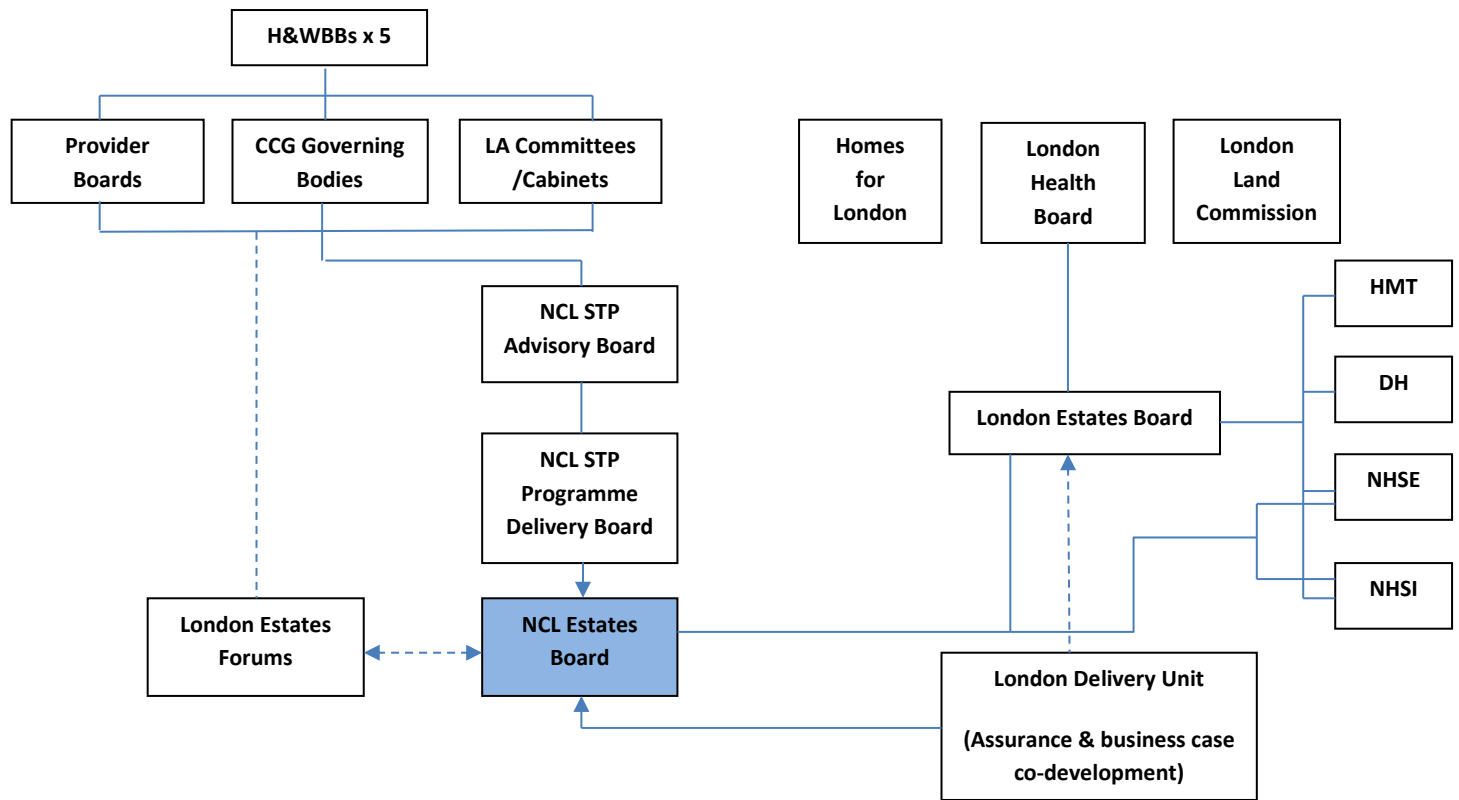 H&WBBs x 5
Provider
Boards
CCG Governing
Bodies
LA Committees
/Cabinets
Homes
for
London
London
Health
Board
London
Land
Commission
HMT
NCL STP
Advisory Board
DH
London Estates Board
NCL STP
Programme
Delivery Board
NHSE
NHSI
London Estates
Forums
NCL Estates
Board
London Delivery Unit
(Assurance & business case
co-development)